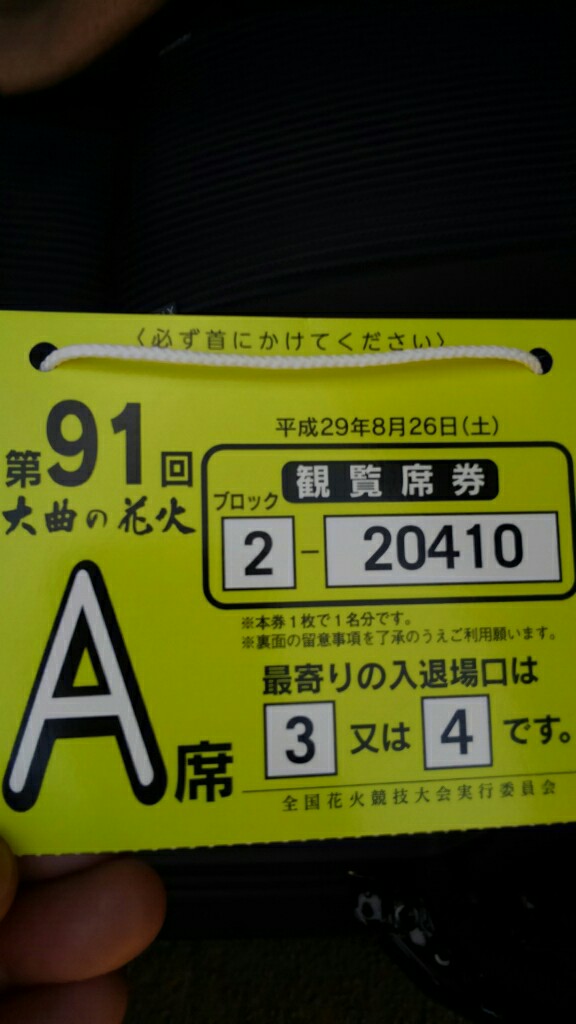 〈必ず首にかけてください〉
平成29年8月26日(土)
第91回
大曲の花火
観覧席券
ブロック
2-20410
※本券1枚で1名分です。
※裏面の留意事項を了承のうえご利用願います。
A席
最寄りの入退場口は
3又は4です。
全国花火競技大会実行委員会